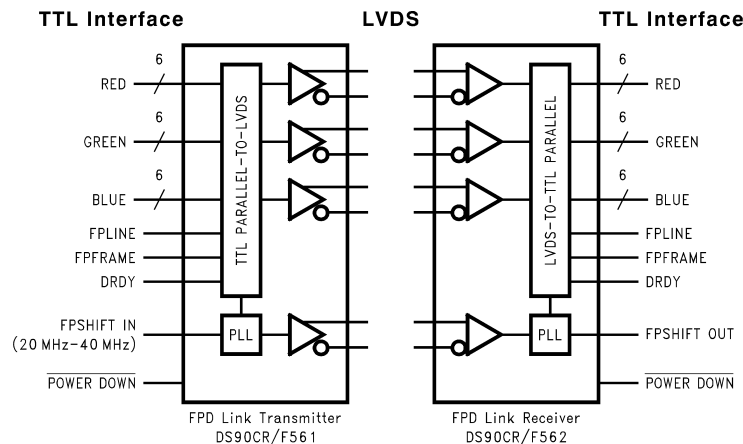 TTL Interface
LVDS
TTL Interface
6
RED
6
GREEN
6
BLUE
FPLINE
FPFRAME
DRDY
FPSHIFT IN
(20 MHz–40 MHz)
POWER DOWN
TTL PARALLEL-TO-LVDS
PLL
FPD Link Transmitter
DS90CR/F561
LVDS-TO-TTL PARALLEL
PLL
6
RED
6
GREEN
6
BLUE
FPLINE
FPFRAME
DRDY
FPSHIFT OUT
POWER DOWN
FPD Link Receiver
DS90CR/F562